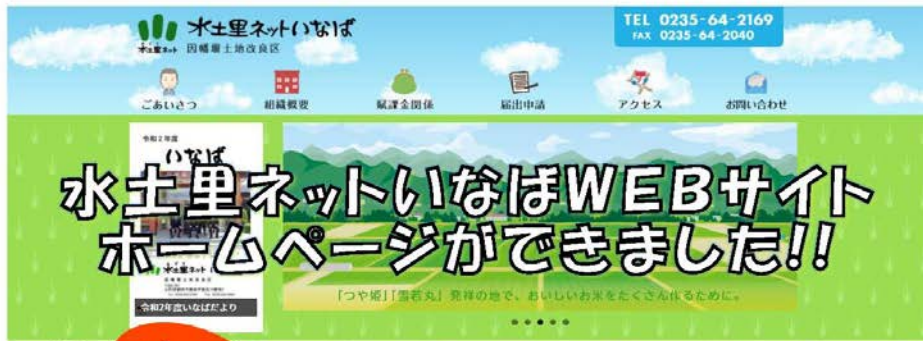 水土里ネットいなば
水土里ネット
因幡堰土地改良区
TEL 0235-64-2169
FAX 0235-64-2040
ごあいさつ
組織概要
賦課金関係
届出申請
アクセス
お問い合わせ
令和2年度
いなば
水土里ネットいなばWEBサイト
ホームページができました!!
「つや姫」「雪若丸」発祥の地で、おいしいお米をたくさん作るために。
令和2年度いなばだより